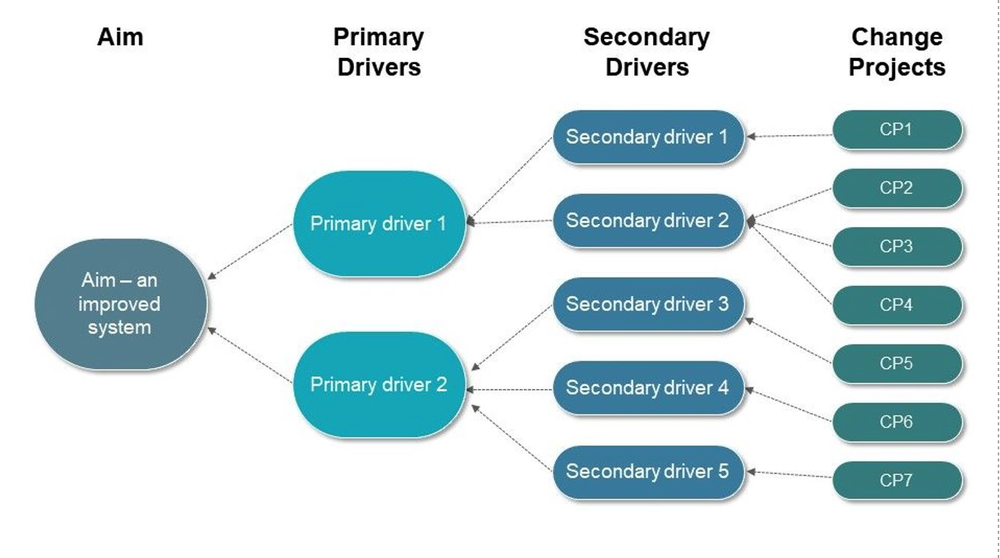 Aim
Primary
Drivers
Secondary
Drivers
Change
Projects
Aim – an
improved
system
Primary driver 1
Primary driver 2
Secondary driver 1
Secondary driver 2
Secondary driver 3
Secondary driver 4
Secondary driver 5
CP1
CP2
CP3
CP4
CP5
CP6
CP7